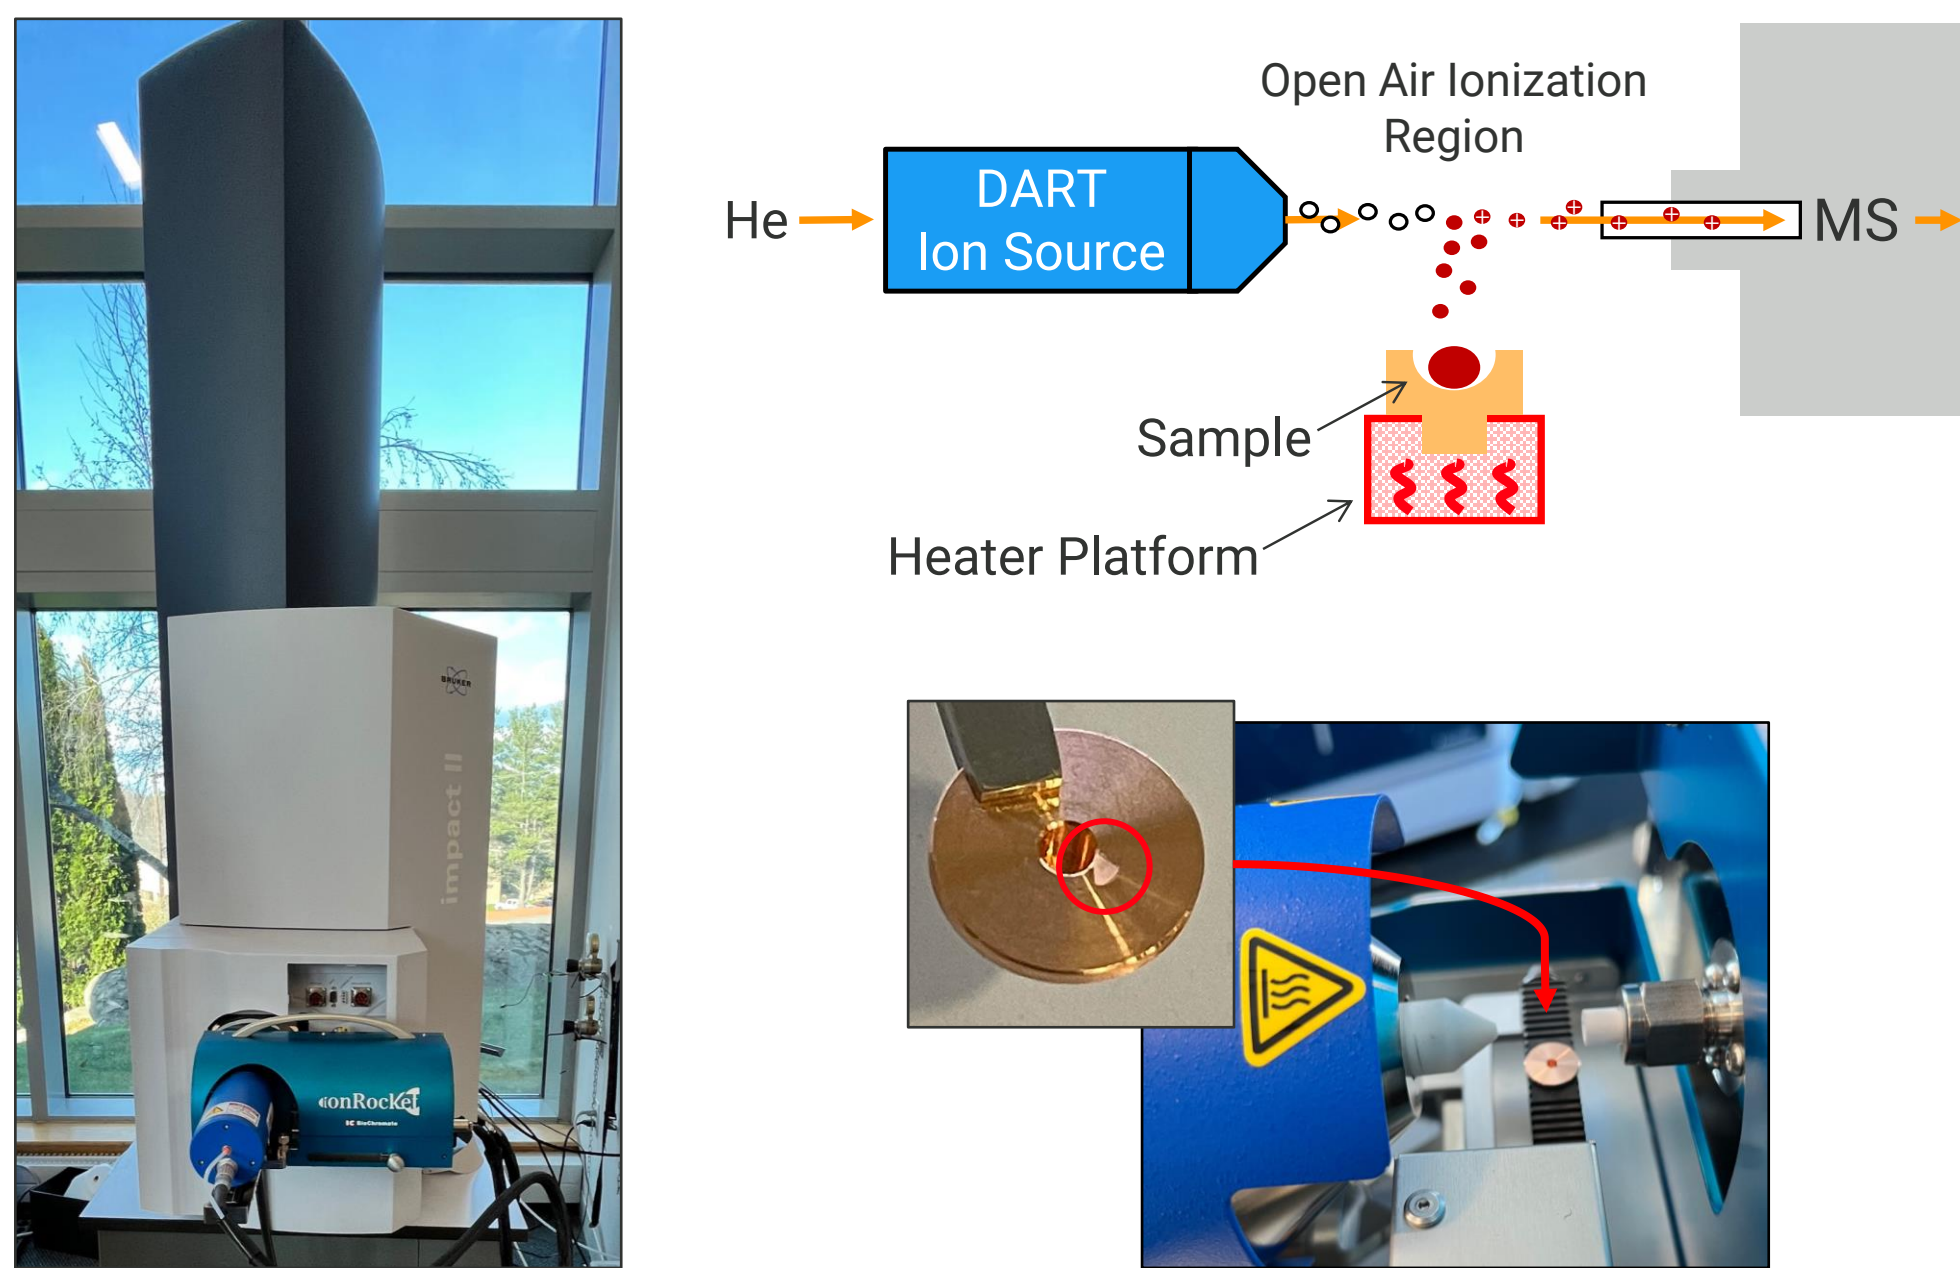 Open Air Ionization
Region
DART
Ion Source
He
MS
Sample
Heater Platform
BRUKER
impact II
ionRocket
BioChromato